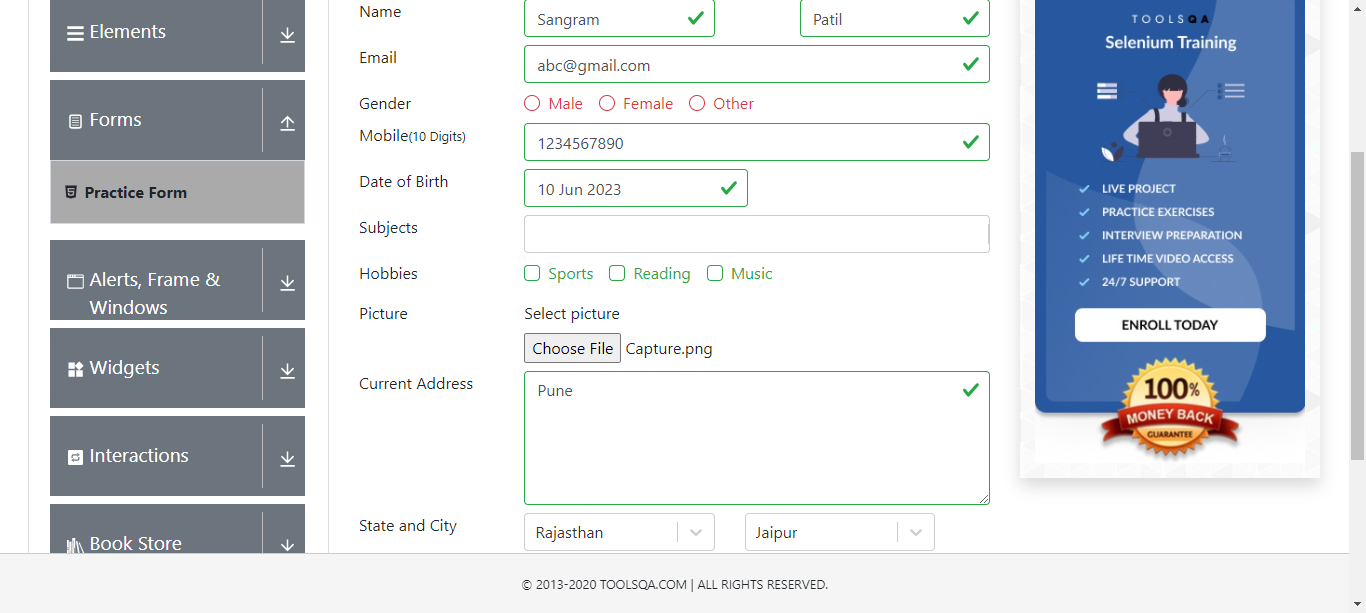 Elements
Forms
Practice Form
Alerts, Frame &
Windows
Widgets
Interactions
Book Store
Name
Sangram
Patil
Email
abc@gmail.com
Gender
Male Female Other
Mobile(10 Digits)
1234567890
Date of Birth
10 Jun 2023
Subjects
Hobbies
Sports Reading Music
Picture
Select picture
Choose File Capture.png
Current Address
Pune
State and City
Rajasthan
Jaipur
TOOLSQA
Selenium Training
LIVE PROJECT
PRACTICE EXERCISES
INTERVIEW PREPARATION
LIFE TIME VIDEO ACCESS
24/7 SUPPORT
ENROLL TODAY
100%
MONEY BACK
GUARANTEE
© 2013-2020 TOOLSQA.COM | ALL RIGHTS RESERVED.